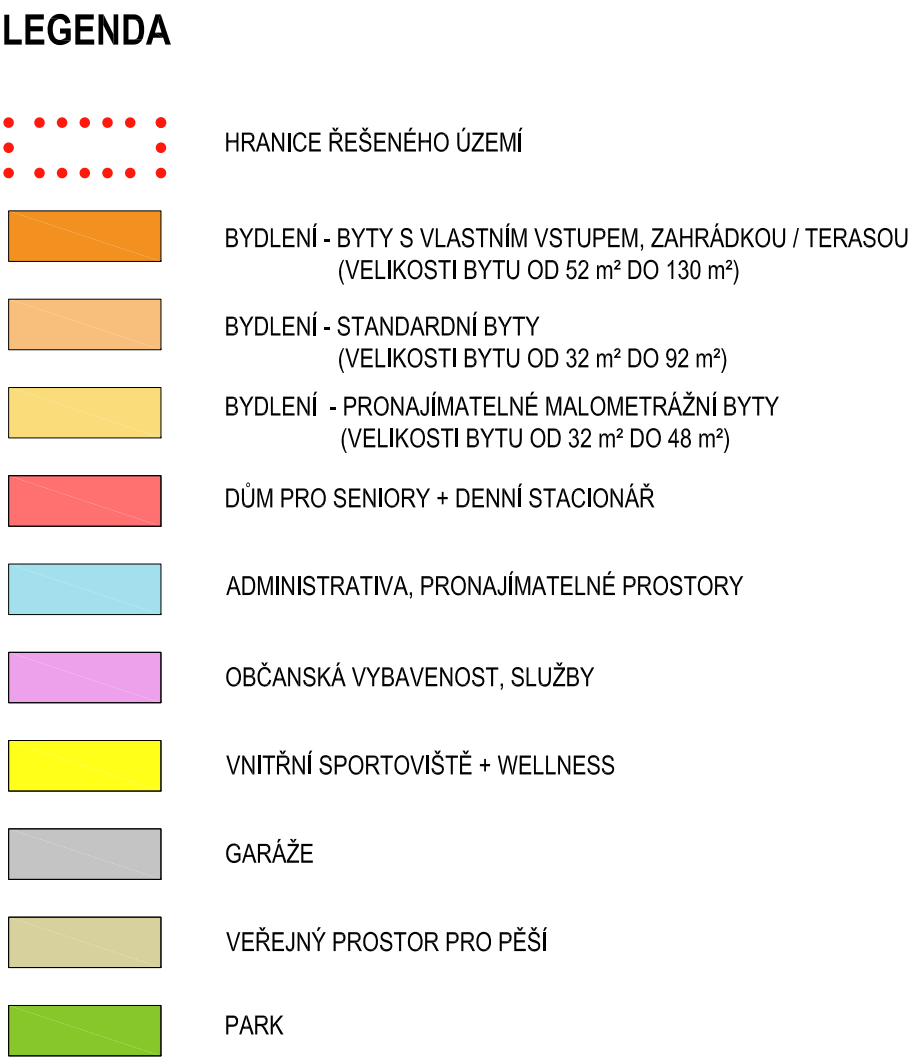 LEGENDA
HRANICE ŘEŠENÉHO ÚZEMÍ
BYDLENÍ - BYTY S VLASTNÍM VSTUPEM, ZAHRÁDKOU / TERASOU
(VELIKOSTI BYTU OD 52 m² DO 130 m²)
BYDLENÍ - STANDARDNÍ BYTY
(VELIKOSTI BYTU OD 32 m² DO 92 m²)
BYDLENÍ - PRONAJÍMATELNÉ MALOMETRÁŽNÍ BYTY
(VELIKOSTI BYTU OD 32 m² DO 48 m²)
DŮM PRO SENIORY + DENNÍ STACIONÁŘ
ADMINISTRATIVA, PRONAJÍMATELNÉ PROSTORY
OBČANSKÁ VYBAVENOST, SLUŽBY
VNITŘNÍ SPORTOVIŠTĚ + WELLNESS
GARÁŽE
VEŘEJNÝ PROSTOR PRO PĚŠÍ
PARK